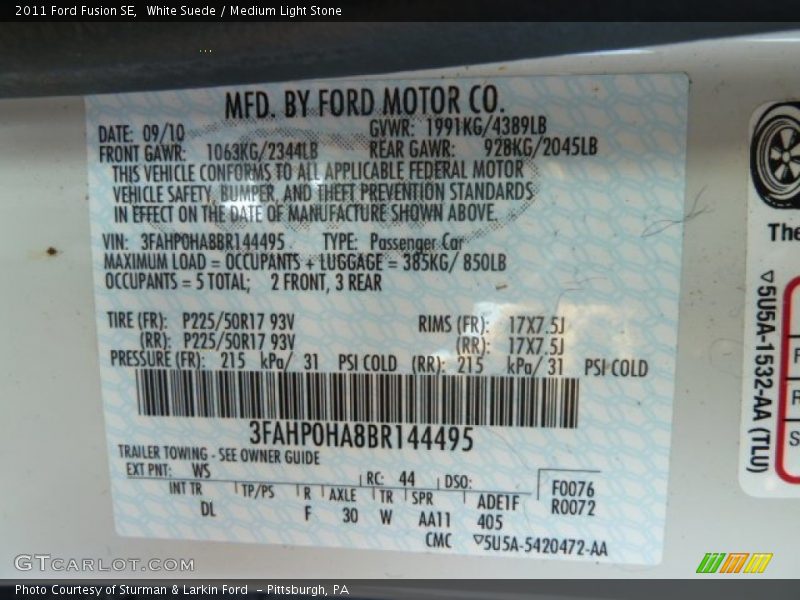 2011 Ford Fusion SE, White Suede / Medium Light Stone
MFD. BY FORD MOTOR CO.
DATE: 09/10 GVWR: 1991KG/4389LB
FRONT GAWR: 1063KG/2344LB REAR GAWR: 928KG/2045LB
THIS VEHICLE CONFORMS TO ALL APPLICABLE FEDERAL MOTOR
VEHICLE SAFETY, BUMPER, AND THEFT PREVENTION STANDARDS
IN EFFECT ON THE DATE OF MANUFACTURE SHOWN ABOVE.
VIN: 3FAHP0HA8BR144495 TYPE: Passenger Car
MAXIMUM LOAD = OCCUPANTS + LUGGAGE = 385KG/ 850LB
OCCUPANTS = 5 TOTAL; 2 FRONT, 3 REAR
TIRE (FR): P225/50R17 93V RIMS (FR): 17X7.5J
(RR): P225/50R17 93V (RR): 17X7.5J
PRESSURE (FR): 215 kPa/ 31 PSI COLD (RR): 215 kPa/ 31 PSI COLD
3FAHP0HA8BR144495
TRAILER TOWING - SEE OWNER GUIDE
EXT PNT: WS RC: 44 DSO:
INT TR TP/PS R AXLE TR SPR ADE1F F0076
DL F 30 W AA11 405 R0072
CMC ▽5U5A-5420472-AA
The
▽5U5A-1532-AA (TLU)
F
R
S
GTCARLOT.COM
Photo Courtesy of Sturman & Larkin Ford - Pittsburgh, PA